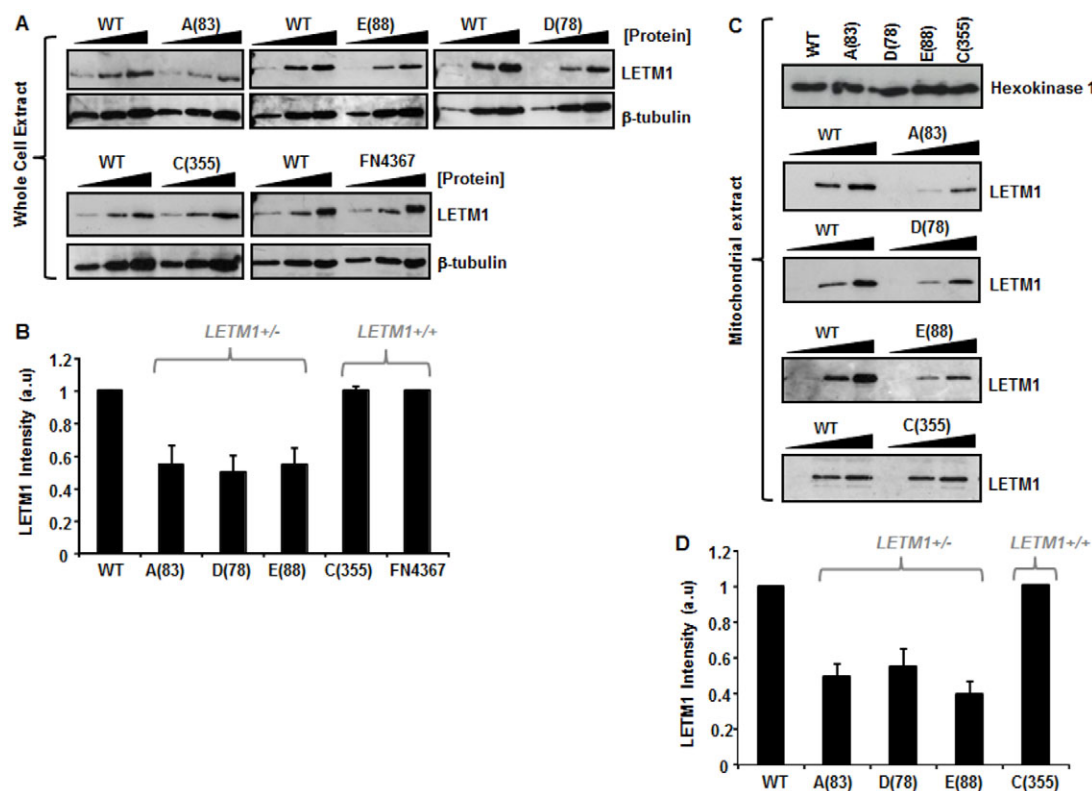 A
WT A(83) WT E(88) WT D(78) [Protein]
LETM1
β-tubulin
Whole Cell Extract
WT C(355) WT FN4367 [Protein]
LETM1
β-tubulin
B
LETM1+/- LETM1+/+
LETM1 Intensity (a.u)
1.2
1
0.8
0.6
0.4
0.2
0
WT A(83) D(78) E(88) C(355) FN4367
C
WT A(83) D(78) E(88) C(355)
Hexokinase 1
Mitochondrial extract
WT A(83)
LETM1
WT D(78)
LETM1
WT E(88)
LETM1
WT C(355)
LETM1
D
LETM1+/- LETM1+/+
LETM1 Intensity (a.u)
1.2
1
0.8
0.6
0.4
0.2
0
WT A(83) D(78) E(88) C(355)